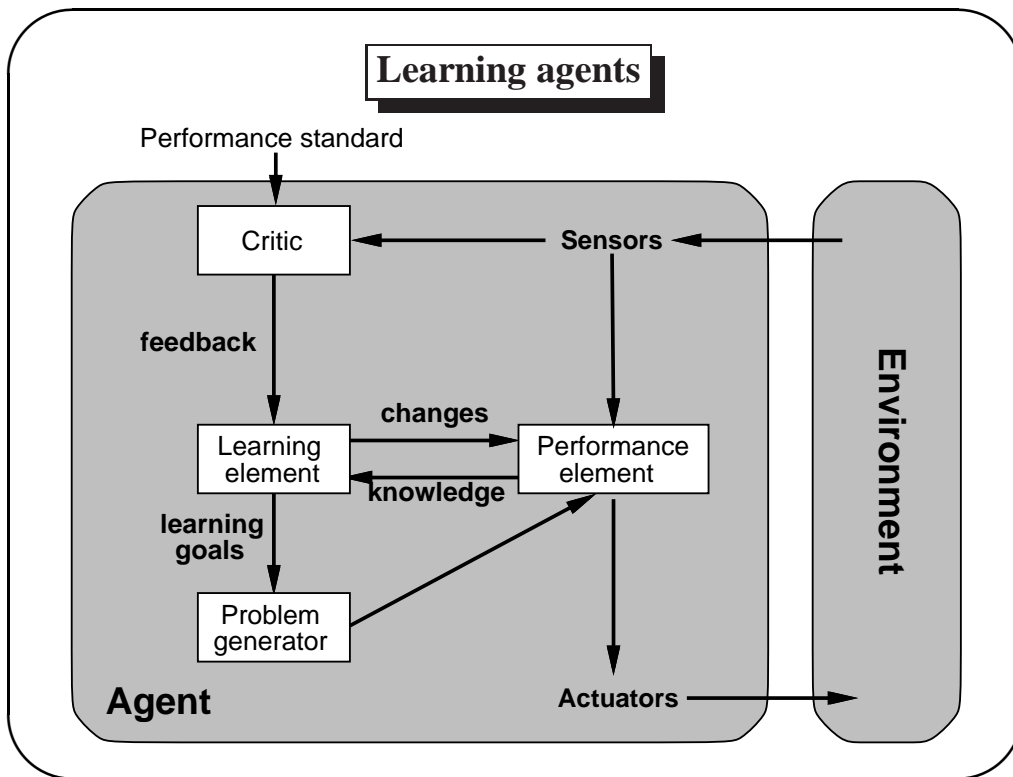 Learning agents
Performance standard
Critic
Sensors
feedback
changes
Learning
element
Performance
element
knowledge
learning
goals
Problem
generator
Agent
Actuators
Environment